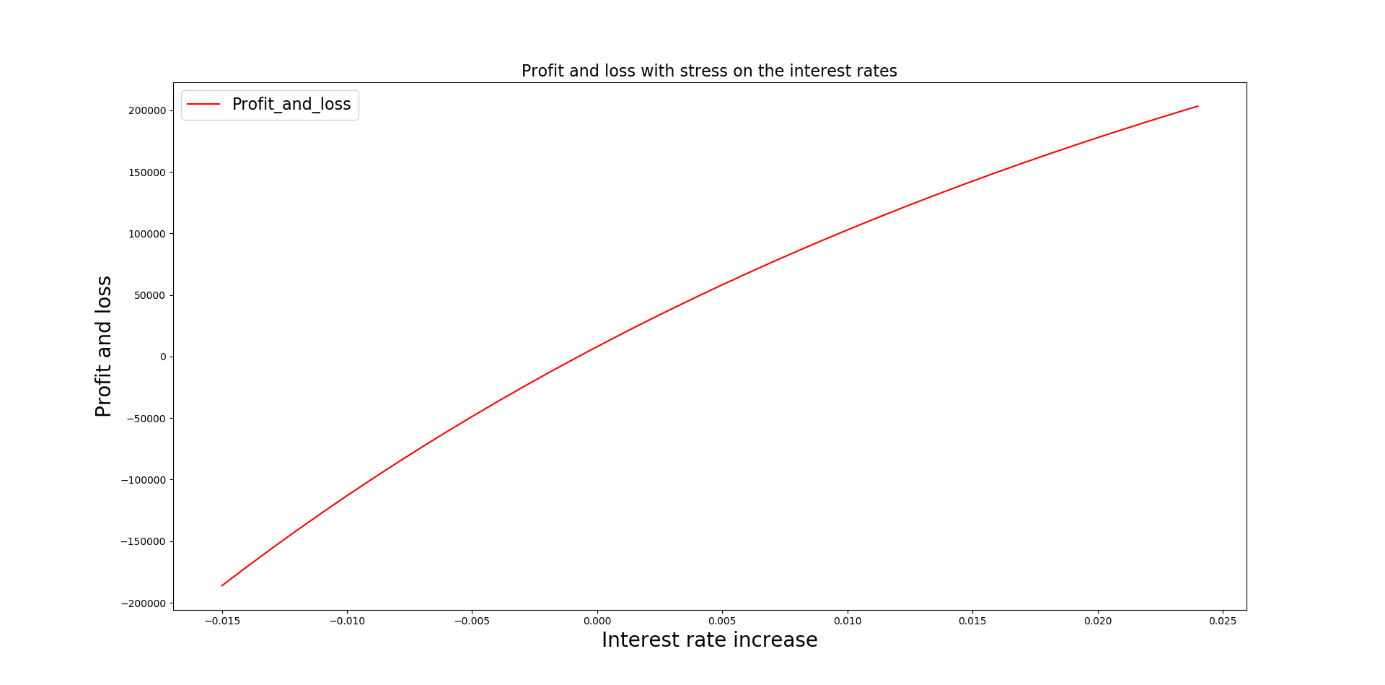 Profit and loss with stress on the interest rates
Profit_and_loss
200000
150000
100000
50000
0
−50000
−100000
−150000
−200000
Profit and loss
−0.015 −0.010 −0.005 0.000 0.005 0.010 0.015 0.020 0.025
Interest rate increase